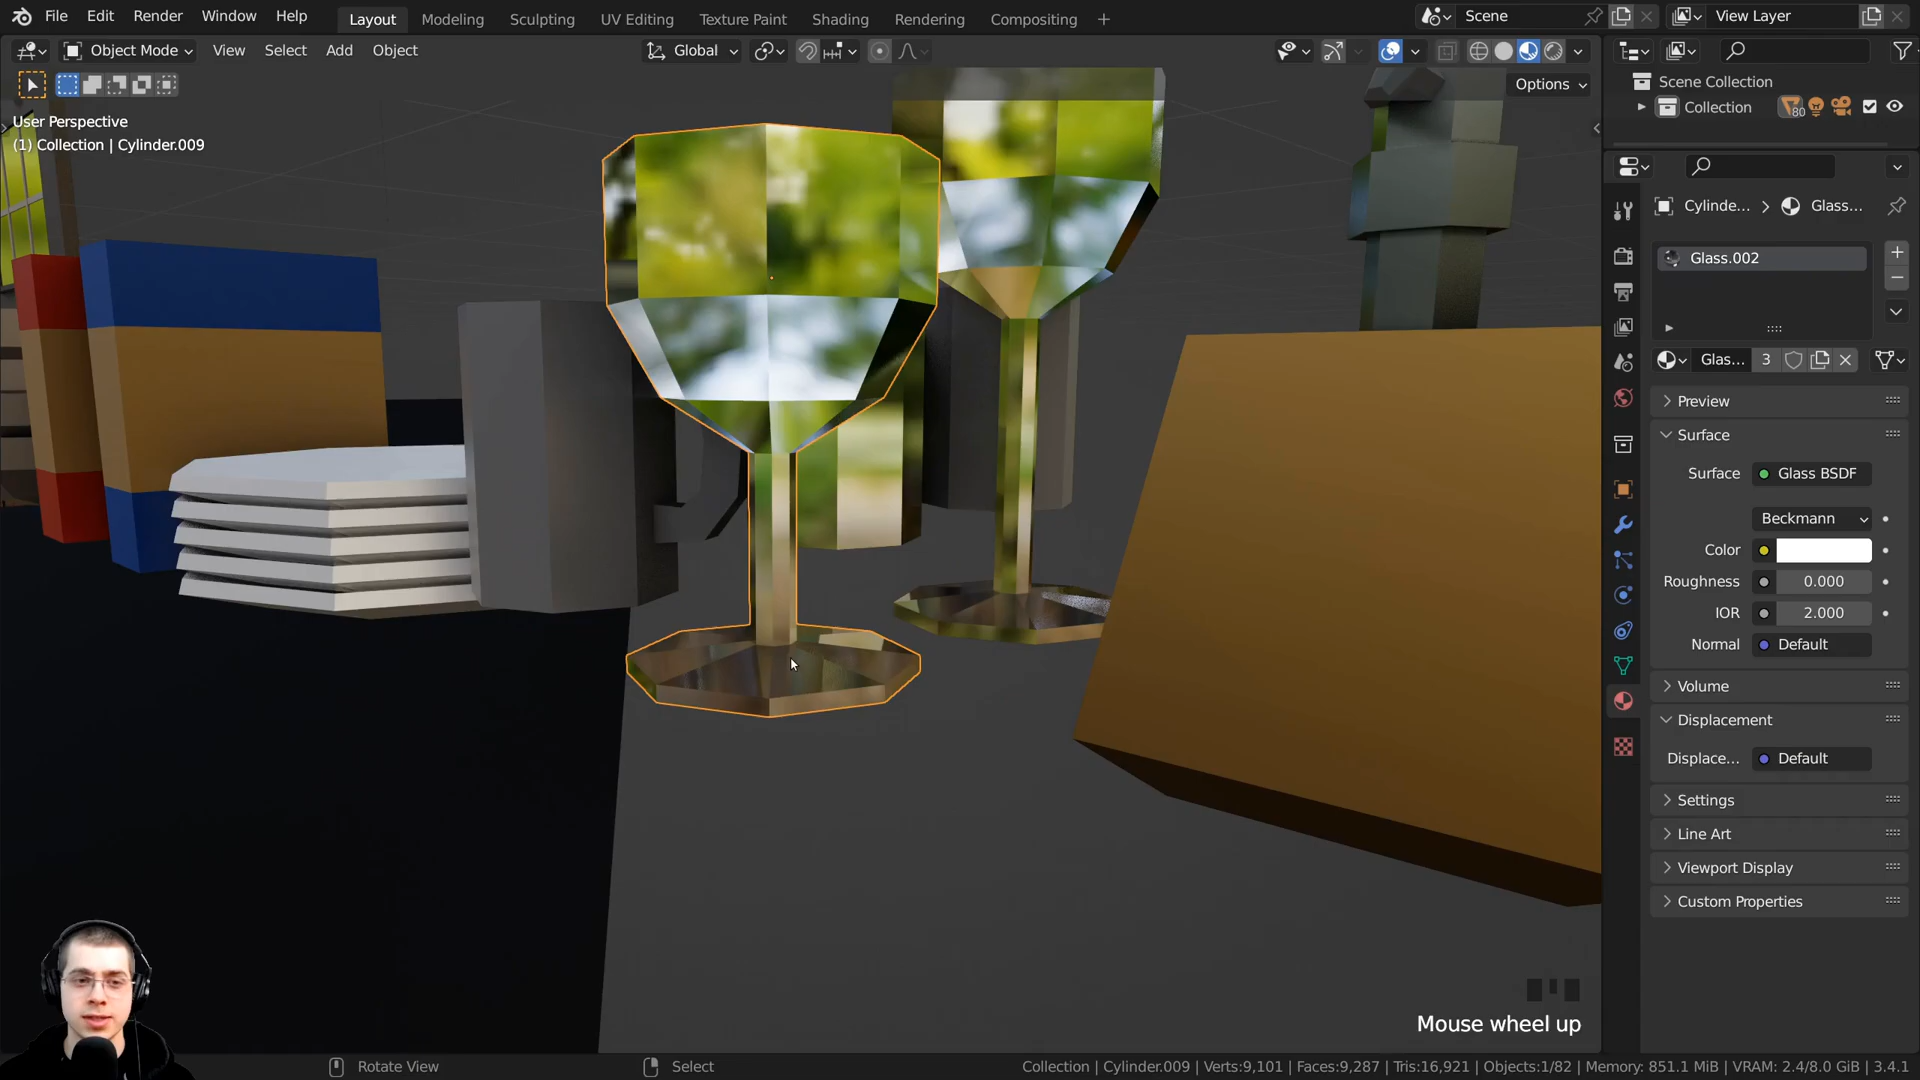 File Edit Render Window Help
Layout Modeling Sculpting UV Editing Texture Paint Shading Animation Rendering Compositing +
Scene
View Layer
Object Mode View Select Add Object
Global
Options
User Perspective
(1) Collection | Cylinder.009
Scene Collection
Collection 80
Cylinde... > Glass...
Glass.002
Glas... 3
Preview
Surface
Surface Glass BSDF
Beckmann
Color
Roughness 0.000
IOR 2.000
Normal Default
Volume
Displacement
Displace... Default
Settings
Line Art
Viewport Display
Custom Properties
Mouse wheel up
Rotate View
Select
Collection | Cylinder.009 | Verts:9,101 | Faces:9,287 | Tris:16,921 | Objects:1/82 | Memory: 851.1 MiB | VRAM: 2.4/8.0 GiB | 3.4.1